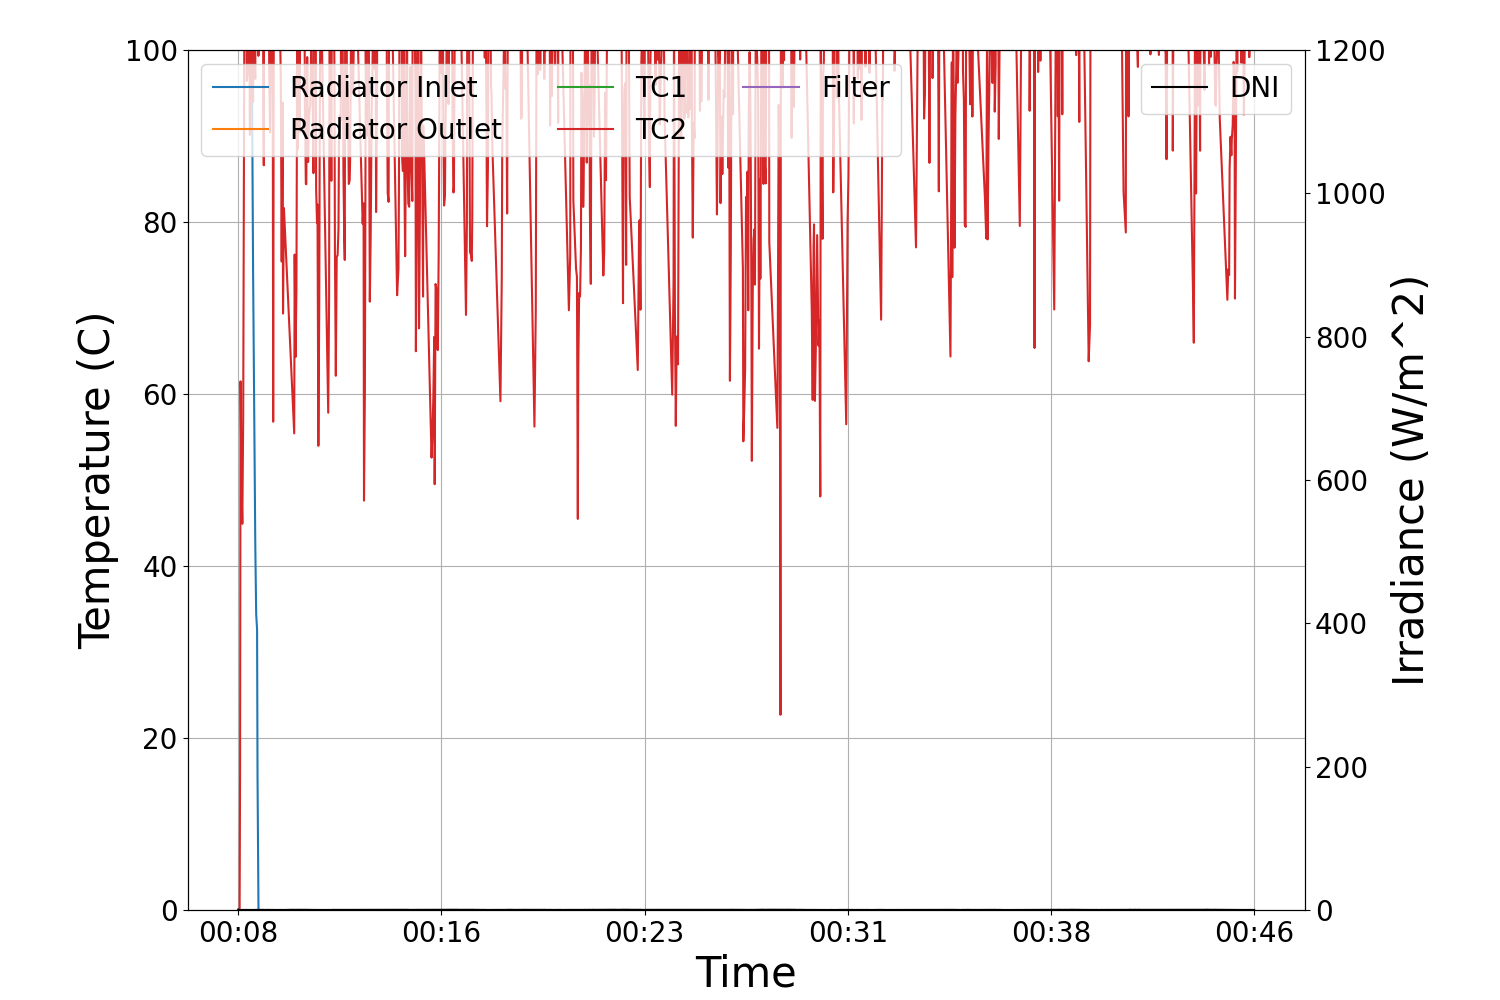 100
80
60
40
20
0
Temperature (C)
Radiator Inlet
Radiator Outlet
TC1
TC2
Filter
DNI
1200
1000
800
600
400
200
0
Irradiance (W/m^2)
00:08 00:16 00:23 00:31 00:38 00:46
Time